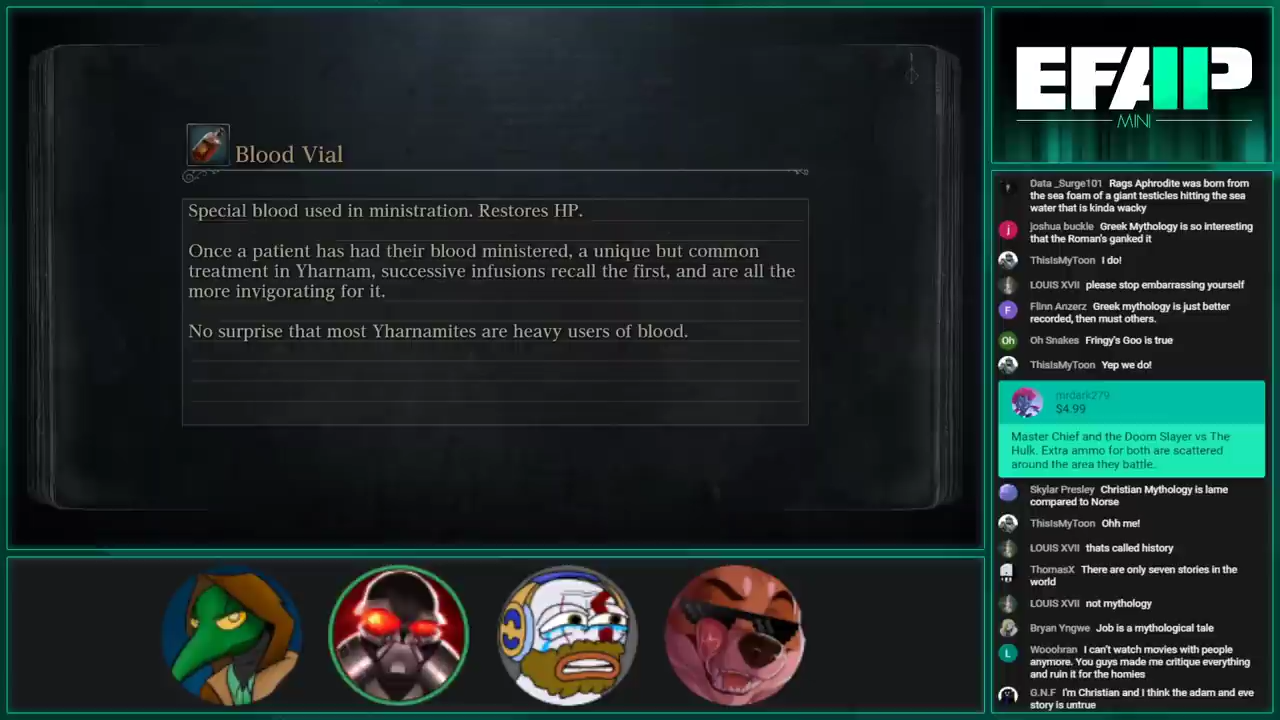 Blood Vial
Special blood used in ministration. Restores HP.
Once a patient has had their blood ministered, a unique but common
treatment in Yharnam, successive infusions recall the first, and are all the
more invigorating for it.
No surprise that most Yharnamites are heavy users of blood.
EFAP
MINI
Data _Surge101 Rags Aphrodite was born from
the sea foam of a giant testicles hitting the sea
water that is kinda wacky
joshua buckle Greek Mythology is so interesting
that the Roman's ganked it
ThisIsMyToon I do!
LOUIS XVII please stop embarrassing yourself
F
Flinn Anzerz Greek mythology is just better
recorded, then must others.
Oh
Oh Snakes Fringy's Goo is true
ThisIsMyToon Yep we do!
mrdark279
$4.99
Master Chief and the Doom Slayer vs The
Hulk. Extra ammo for both are scattered
around the area they battle.
Skylar Presley Christian Mythology is lame
compared to Norse
ThisIsMyToon Ohh me!
LOUIS XVII thats called history
ThomasX There are only seven stories in the
world
LOUIS XVII not mythology
Bryan Yngwe Job is a mythological tale
L
Wooohran I can't watch movies with people
anymore. You guys made me critique everything
and ruin it for the homies
G.N.F I'm Christian and I think the adam and eve
story is untrue